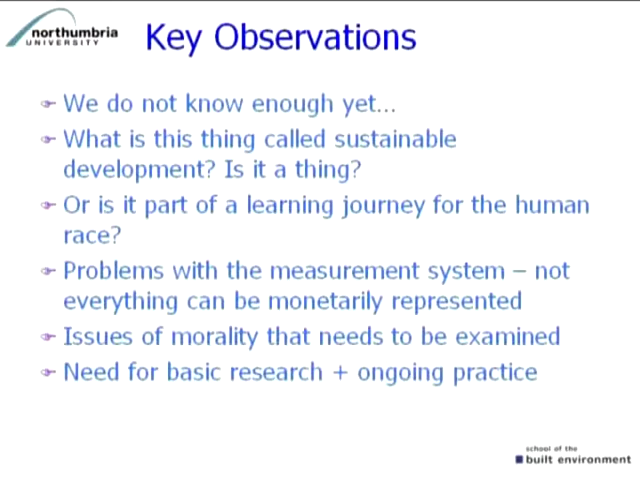 northumbria
UNIVERSITY
Key Observations
We do not know enough yet...
What is this thing called sustainable
development? Is it a thing?
Or is it part of a learning journey for the human
race?
Problems with the measurement system – not
everything can be monetarily represented
Issues of morality that needs to be examined
Need for basic research + ongoing practice
school of the
built environment